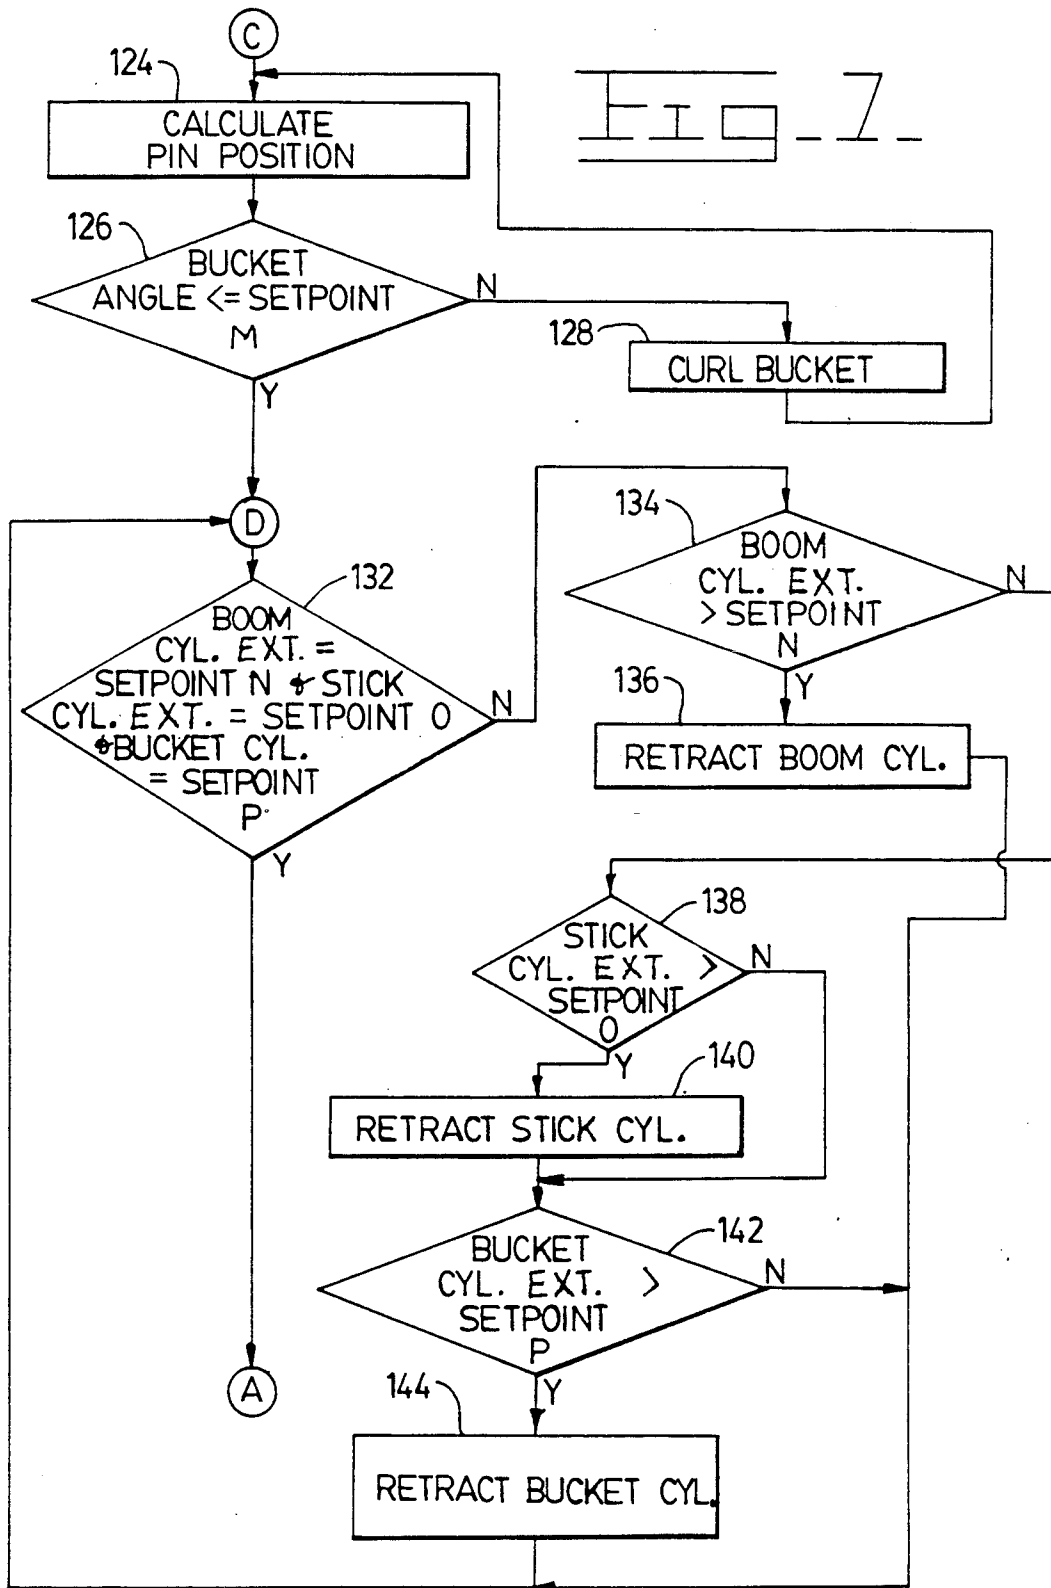 C
124
Fig-7-
CALCULATE
PIN POSITION
126
BUCKET
ANGLE <= SETPOINT
M
N
Y
128
CURL BUCKET
D
132
BOOM
CYL. EXT. =
SETPOINT N & STICK
CYL. EXT. = SETPOINT O
& BUCKET CYL.
= SETPOINT
P
N
Y
134
BOOM
CYL. EXT.
> SETPOINT
N
N
Y
136
RETRACT BOOM CYL.
138
STICK
CYL. EXT. >
SETPOINT
O
N
Y
140
RETRACT STICK CYL.
142
BUCKET
CYL. EXT. >
SETPOINT
P
N
Y
A
144
RETRACT BUCKET CYL.